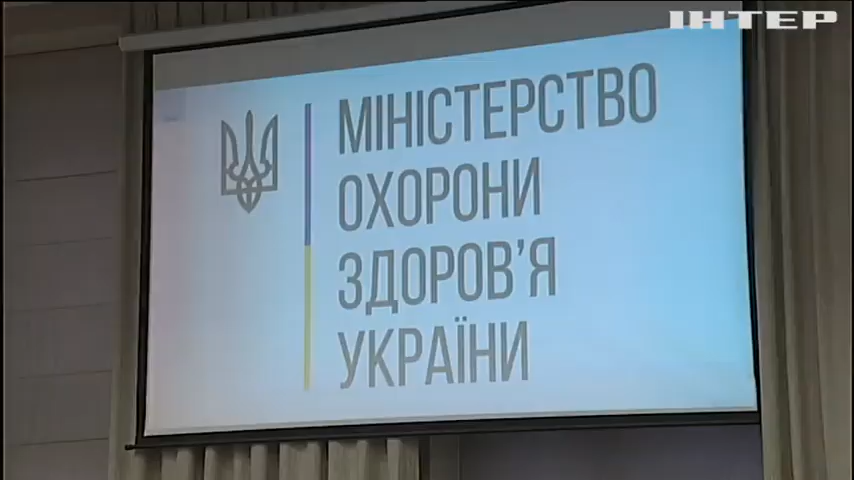 ІНТЕР
МІНІСТЕРСТВО
ОХОРОНИ
ЗДОРОВ’Я
УКРАЇНИ